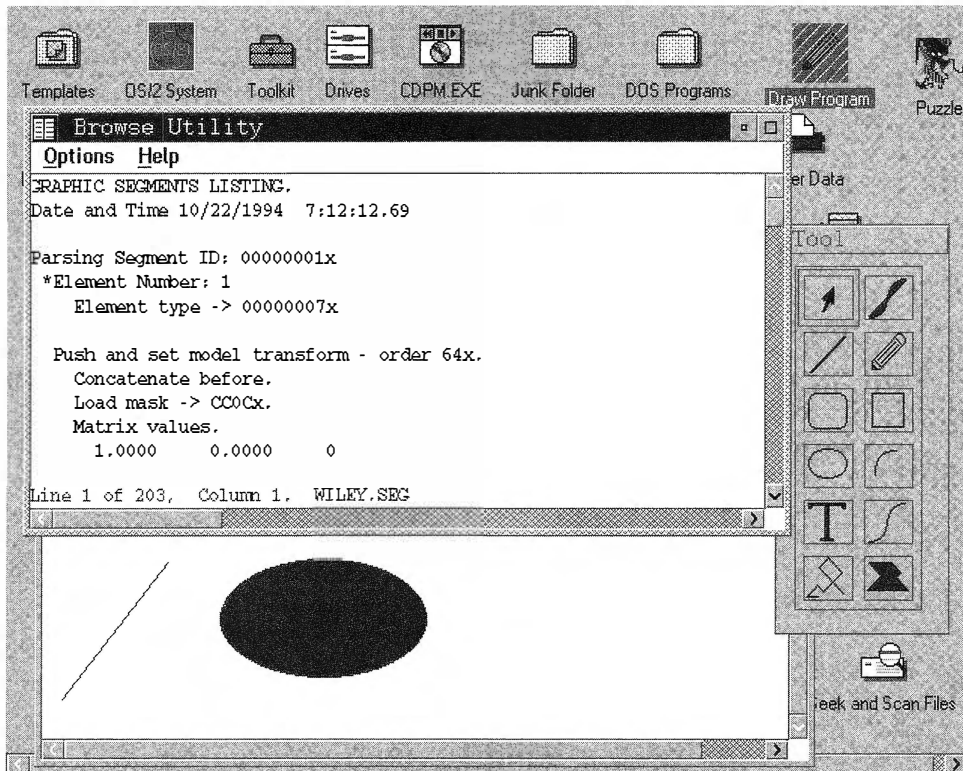 Templates OS/2 System Toolkit Drives CDPM.EXE Junk Folder DOS Programs Draw Program Puzzle
Browse Utility
Options Help
GRAPHIC SEGMENTS LISTING.
Date and Time 10/22/1994 7:12:12.69
Parsing Segment ID: 00000001x
*Element Number: 1
Element type -> 00000007x
Push and set model transform - order 64x.
Concatenate before.
Load mask -> CC0Cx.
Matrix values.
1.0000 0.0000 0
Line 1 of 203, Column 1, WILEY.SEG
Data
Tool
T
and Scan Files